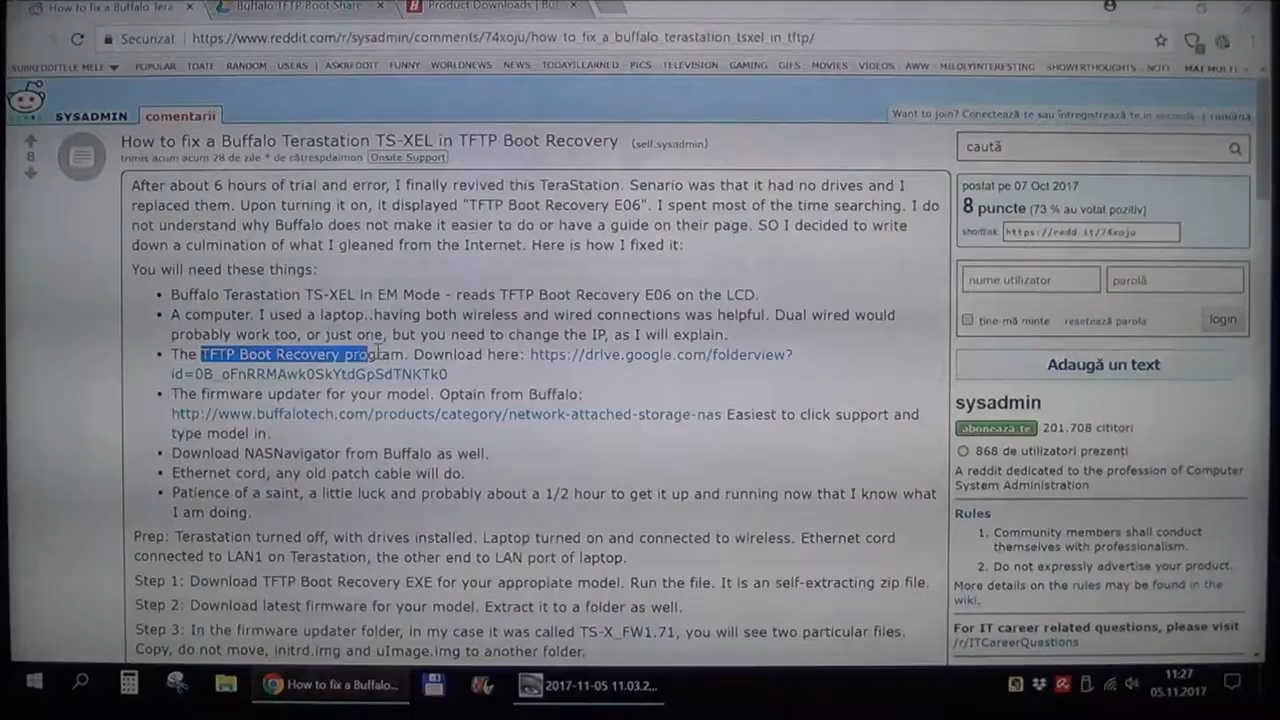 How to fix a Buffalo Tera
Buffalo TFTP Boot Share
Product Downloads | Buf
Securizat
https://www.reddit.com/r/sysadmin/comments/74xoju/how_to_fix_a_buffalo_terastation_tsxel_in_tftp/
SUBREDDITELE MELE POPULAR TOATE RANDOM USERS | ASKREDDIT FUNNY WORLDNEWS NEWS TODAYILEARNED PICS TELEVISION GAMING GIFS MOVIES VIDEOS AWW MILDLYINTERESTING SHOWERTHOUGHTS MAI MULTI
SYSADMIN comentarii
Want to join? Conectează-te sau înregistrează-te in seconds | română
8
How to fix a Buffalo Terastation TS-XEL in TFTP Boot Recovery (self.sysadmin)
trimis acum acum 28 de zile * de cătrespdaimon Onsite Support
After about 6 hours of trial and error, I finally revived this TeraStation. Senario was that it had no drives and I
replaced them. Upon turning it on, it displayed "TFTP Boot Recovery E06". I spent most of the time searching. I do
not understand why Buffalo does not make it easier to do or have a guide on their page. SO I decided to write
down a culmination of what I gleaned from the Internet. Here is how I fixed it:
You will need these things:
• Buffalo Terastation TS-XEL in EM Mode - reads TFTP Boot Recovery E06 on the LCD.
• A computer. I used a laptop..having both wireless and wired connections was helpful. Dual wired would
probably work too, or just one, but you need to change the IP, as I will explain.
• The TFTP Boot Recovery program. Download here: https://drive.google.com/folderview?
id=0B_oFnRRMAwk0SkYtdGpSdTNKTk0
• The firmware updater for your model. Optain from Buffalo:
http://www.buffalotech.com/products/category/network-attached-storage-nas Easiest to click support and
type model in.
• Download NASNavigator from Buffalo as well.
• Ethernet cord, any old patch cable will do.
• Patience of a saint, a little luck and probably about a 1/2 hour to get it up and running now that I know what
I am doing.
Prep: Terastation turned off, with drives installed. Laptop turned on and connected to wireless. Ethernet cord
connected to LAN1 on Terastation, the other end to LAN port of laptop.
Step 1: Download TFTP Boot Recovery EXE for your appropiate model. Run the file. It is an self-extracting zip file.
Step 2: Download latest firmware for your model. Extract it to a folder as well.
Step 3: In the firmware updater folder, in my case it was called TS-X_FW1.71, you will see two particular files.
Copy, do not move, initrd.img and uImage.img to another folder.
caută
postat pe 07 Oct 2017
8 puncte (73 % au votat pozitiv)
shortlink: https://redd.it/74xoju
nume utilizator
parolă
ține-mă minte resetează parola
login
Adaugă un text
sysadmin
abonează-te 201.708 cititori
868 de utilizatori prezenți
A reddit dedicated to the profession of Computer
System Administration
Rules
1. Community members shall conduct
themselves with professionalism.
2. Do not expressly advertise your product.
More details on the rules may be found in the
wiki.
For IT career related questions, please visit
/r/ITCareerQuestions
How to fix a Buffalo...
2017-11-05 11.03.2...
11:27
05.11.2017